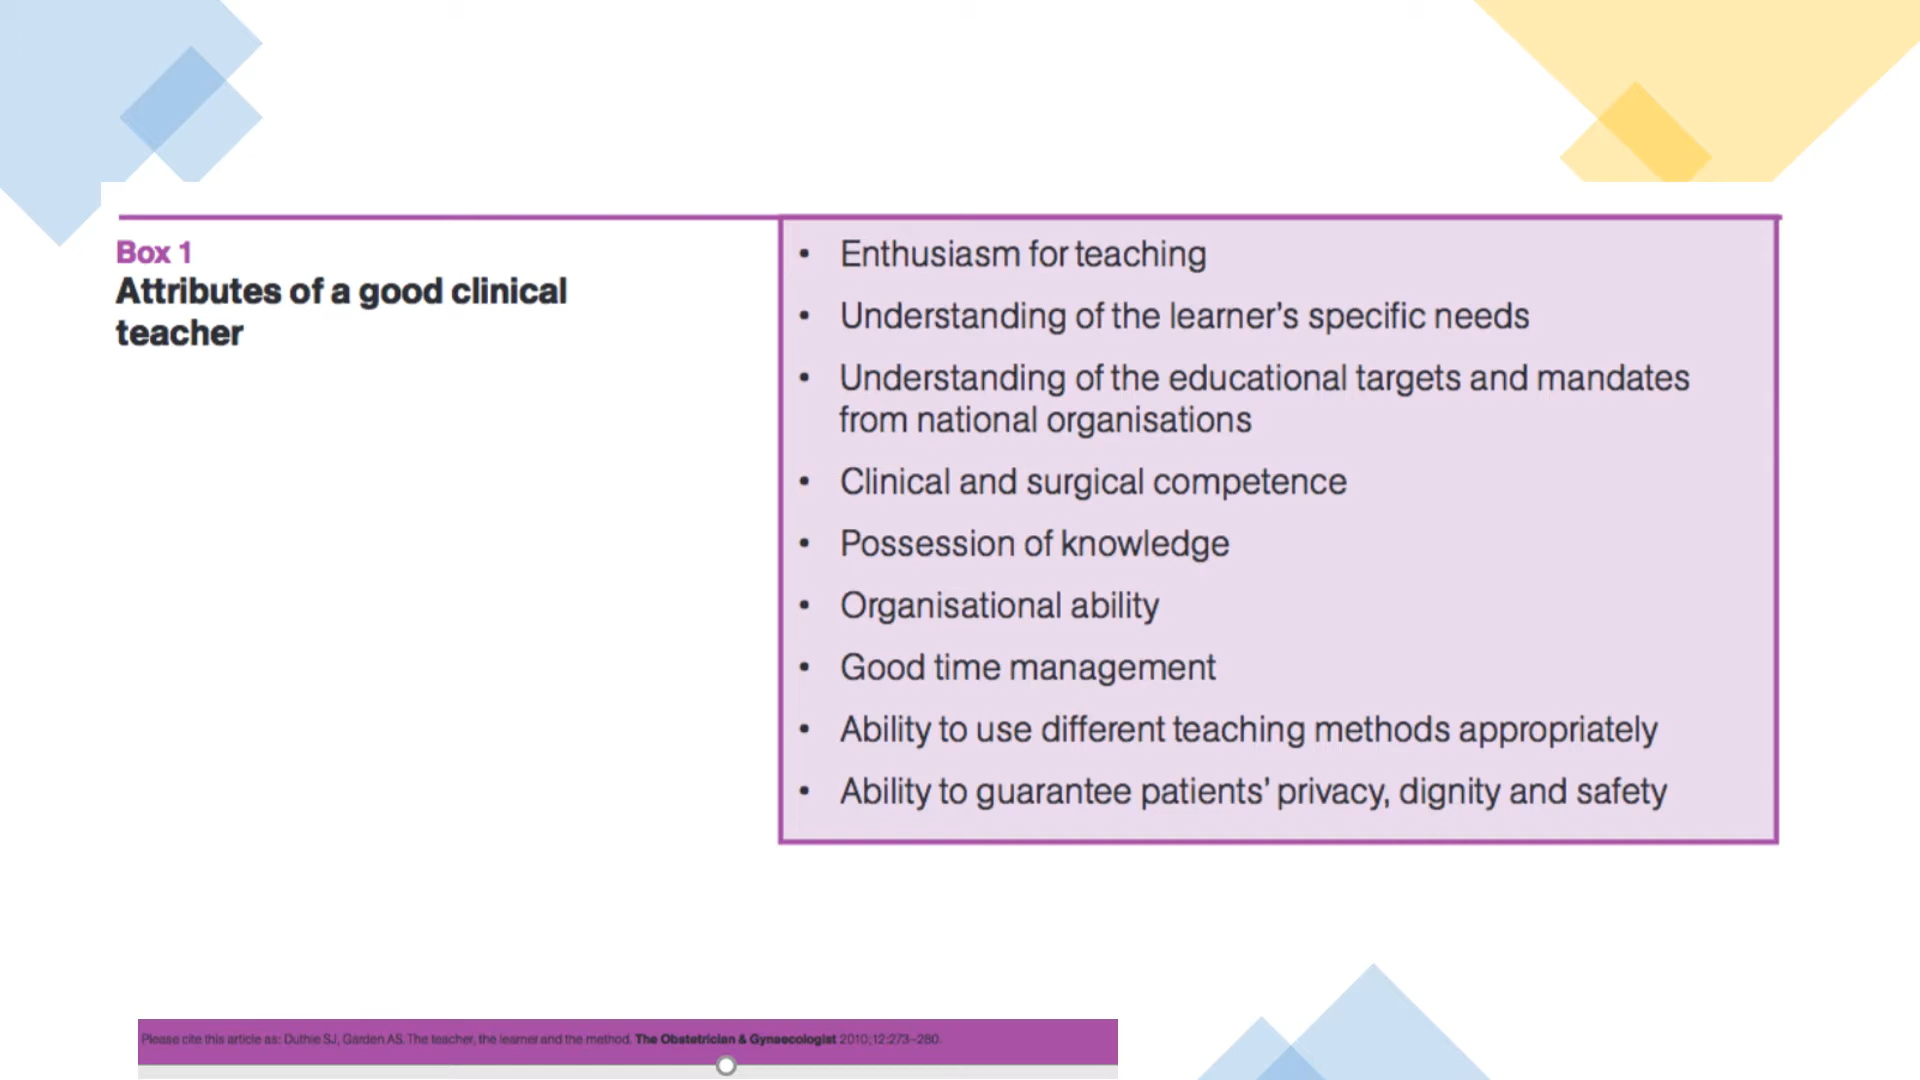 Box 1
Attributes of a good clinical
teacher
• Enthusiasm for teaching
• Understanding of the learner's specific needs
• Understanding of the educational targets and mandates
from national organisations
• Clinical and surgical competence
• Possession of knowledge
• Organisational ability
• Good time management
• Ability to use different teaching methods appropriately
• Ability to guarantee patients' privacy, dignity and safety
Please cite this article as: Duthie SJ, Garden AS. The teacher, the learner and the method. The Obstetrician & Gynaecologist 2010;12:273–280.